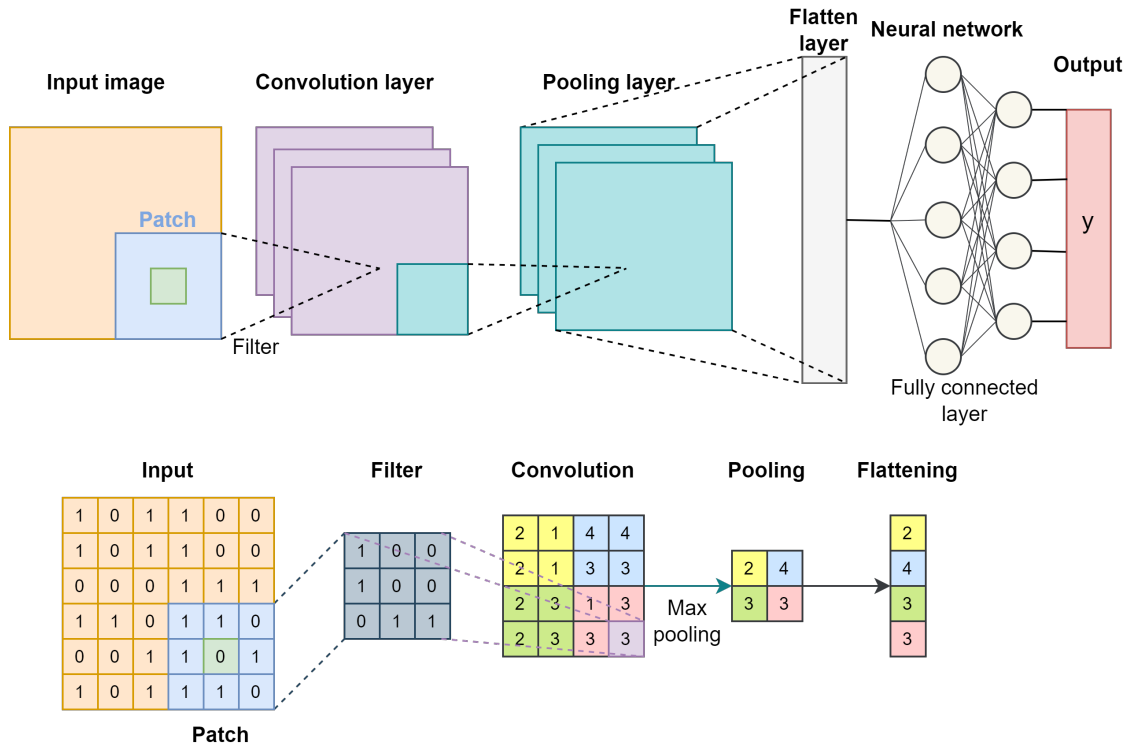 Flatten
layer
Neural network
Input image
Convolution layer
Pooling layer
Output
Patch
y
Filter
Fully connected
layer
Input
Filter
Convolution
Pooling
Flattening
1 0 1 1 0 0
1 0 1 1 0 0
0 0 0 1 1 1
1 1 0 1 1 0
0 0 1 1 0 1
1 0 1 1 1 0
Patch
1 0 0
1 0 0
0 1 1
2 1 4 4
2 1 3 3
2 3 1 3
2 3 3 3
Max
pooling
2 4
3 3
2
4
3
3